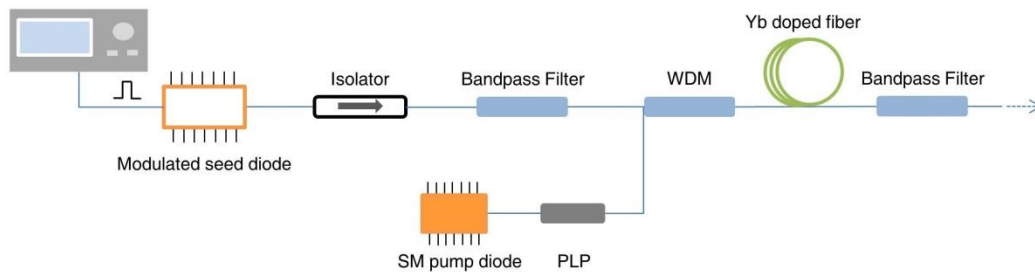 Yb doped fiber
Isolator
Bandpass Filter
WDM
Bandpass Filter
Modulated seed diode
SM pump diode
PLP